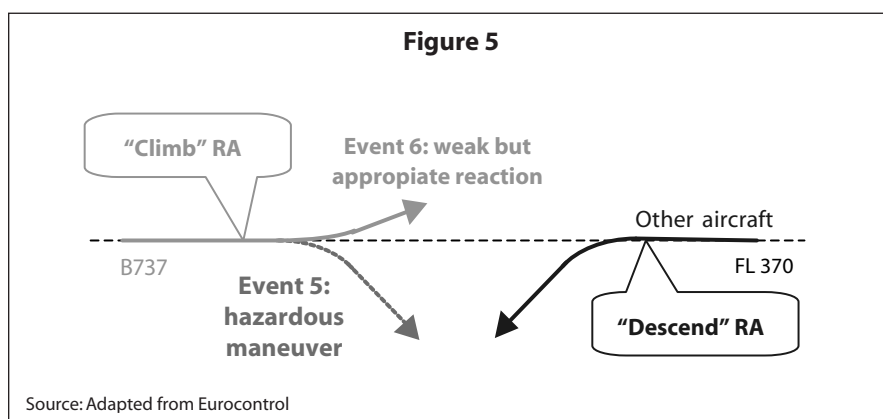 Figure 5
“Climb” RA
Event 6: weak but
appropiate reaction
Other aircraft
B737
FL 370
Event 5:
hazardous
maneuver
“Descend” RA
Source: Adapted from Eurocontrol